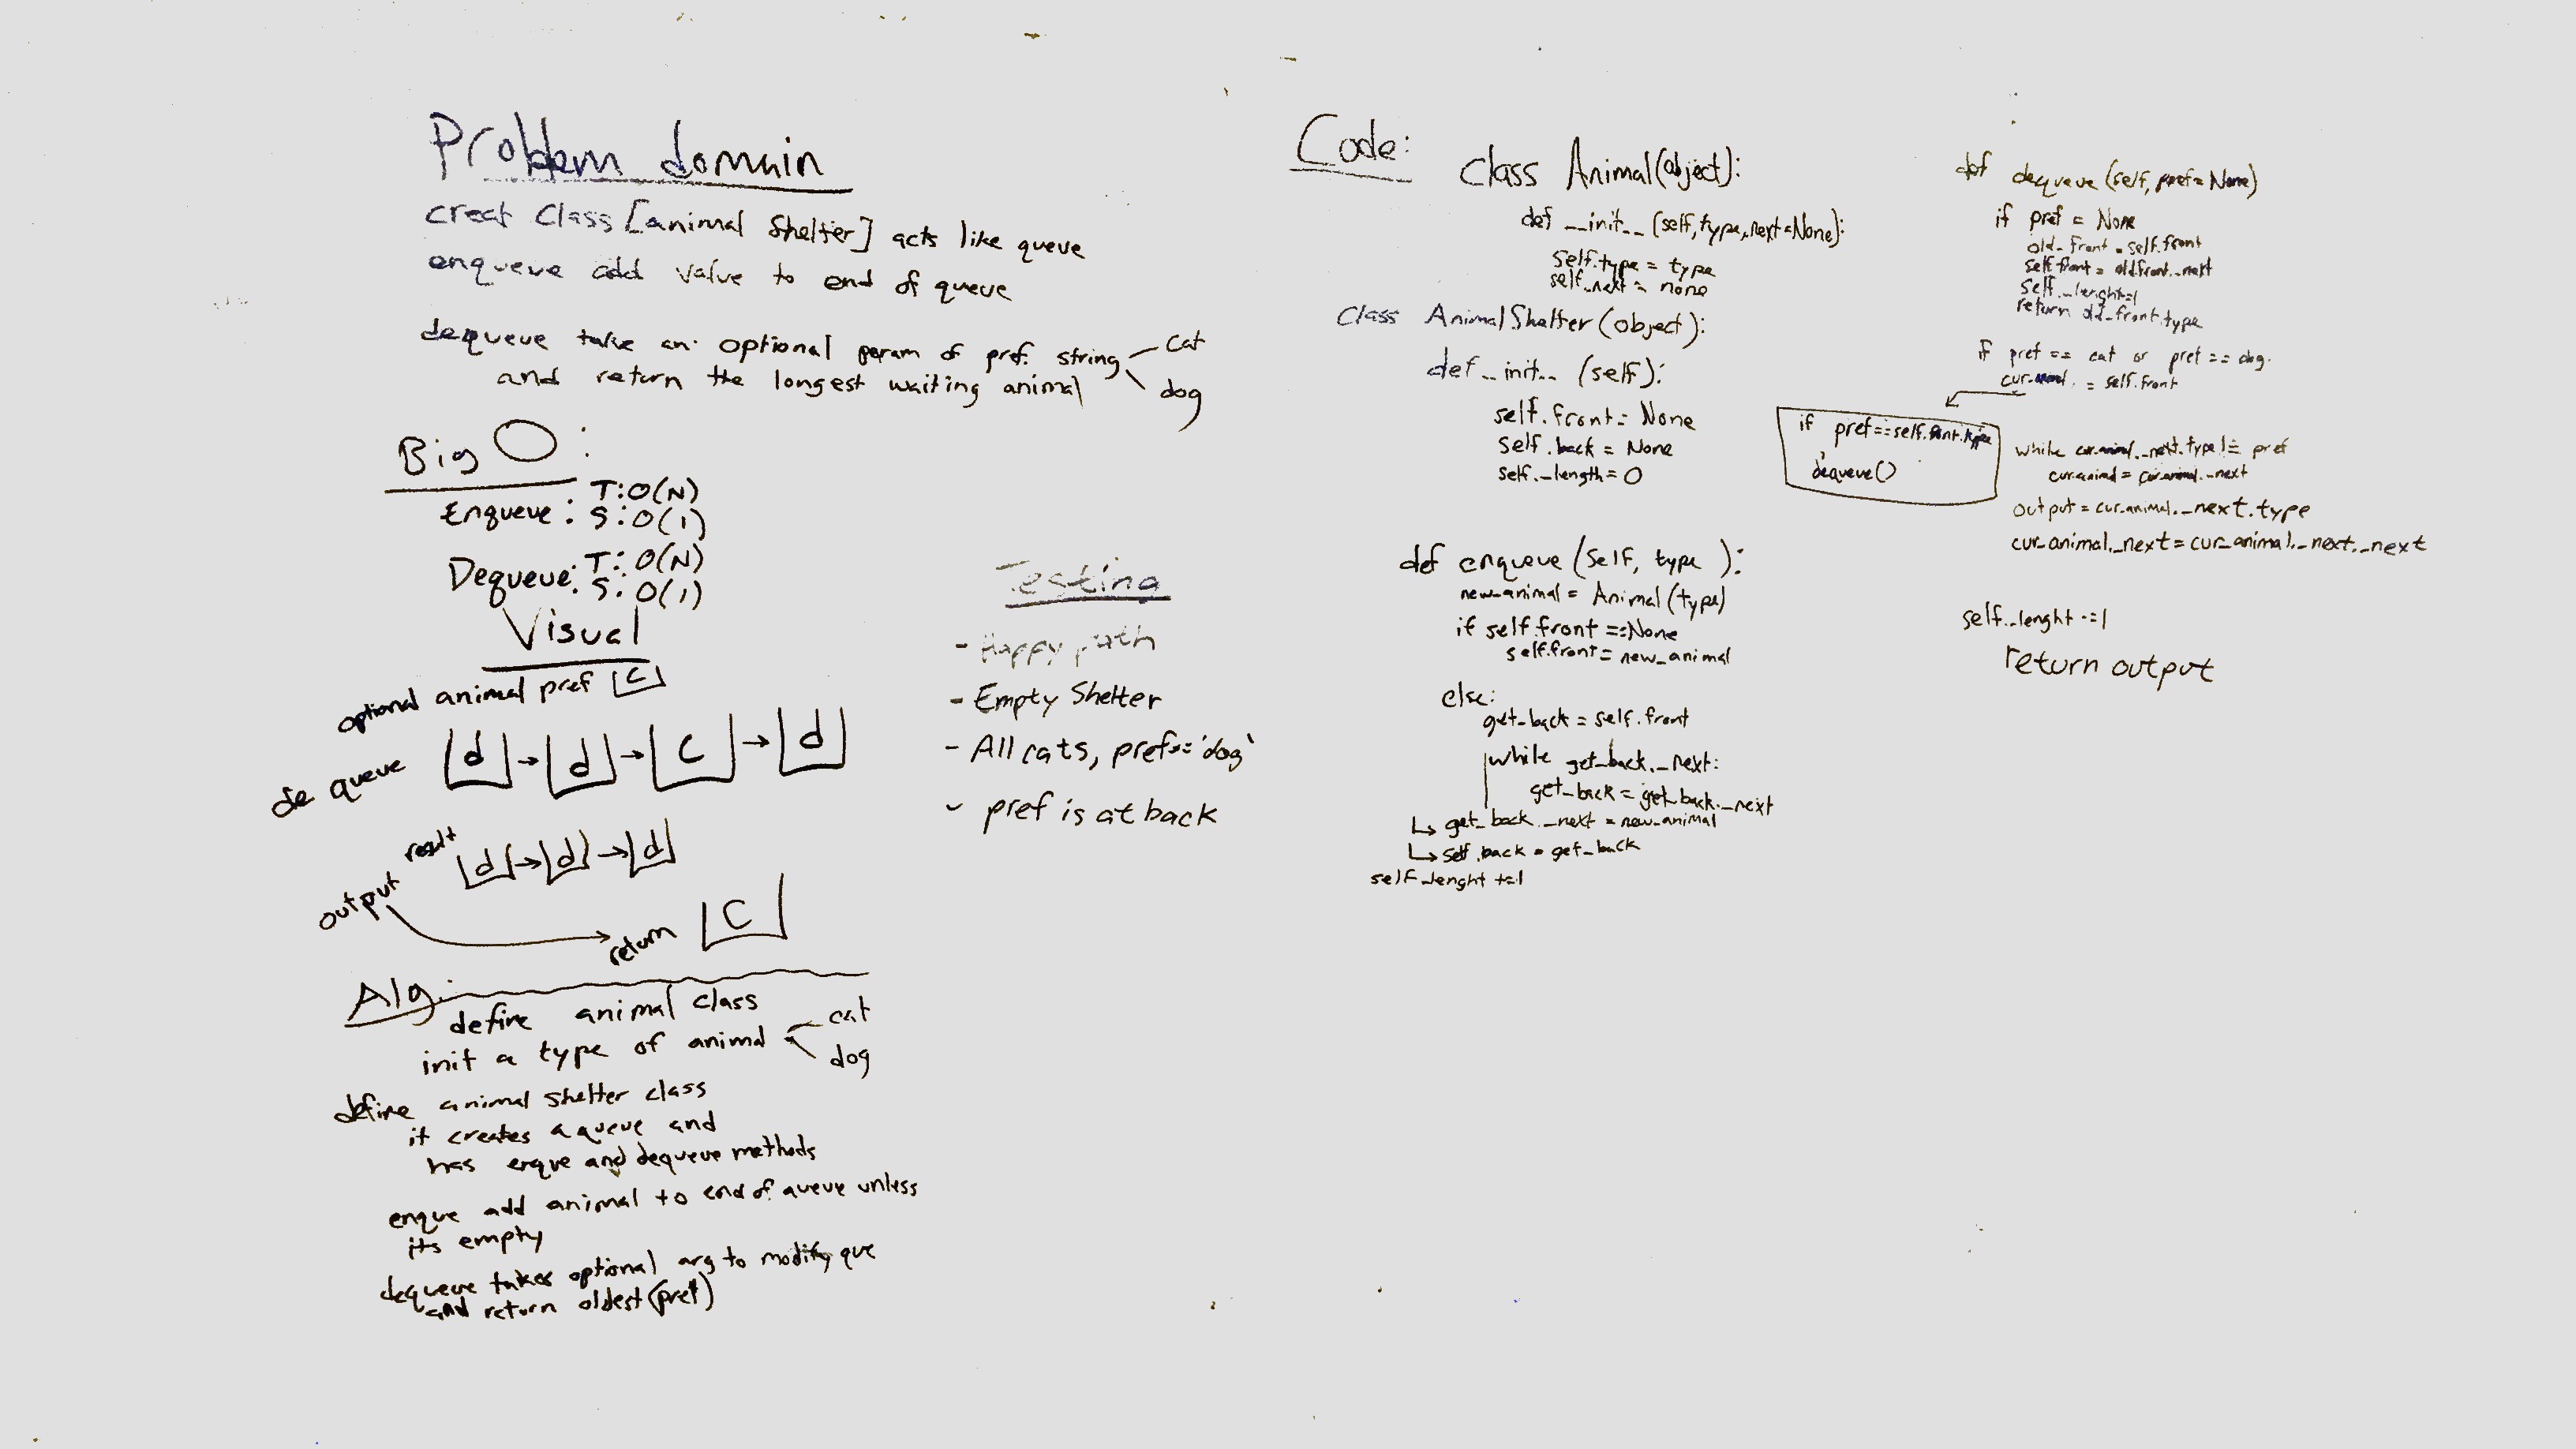 Problem domain
creat Class [animal Shelter] acts like queue
enqueue add value to end of queue
dequeue take an optional param of pref. string
cat
dog
and return the longest waiting animal
Big O:
Enqueue: T:O(N)
S:O(1)
Dequeue: T: O(N)
S: O(1)
Visual
optional animal pref C
de queue d → d → C → d
result d → d → d
output
return C
Alg:
define animal class
init a type of animal
cat
dog
define animal shelter class
it creates a queue and
has enque and dequeue methods
enque add animal to end of queue unless
its empty
dequeue takes optional arg to modify que
and return oldest (pref)
Testing
- Happy path
- Empty Shelter
- All cats, pref== 'dog'
- pref is at back
Code:
Class Animal(object):
def __init__ (self, type, next=None):
self.type = type
self._next = none
Class AnimalShelter (object):
def __init__ (self):
self.front = None
self.back = None
self._length = 0
def enqueue (self, type ):
new_animal = Animal (type)
if self.front == None
self.front = new_animal
else:
get_back = self.front
while get_back._next:
get_back = get_back._next
get_back._next = new_animal
self.back = get_back
self._lenght +=1
def dequeue (self, pref=None)
if pref = None
old_front = self.front
self.front = old_front._next
self._lenght-=1
return old_front.type
if pref == cat or pref == dog.
cur_animal. = self.front
if pref==self.front.type
dequeue()
while cur_animal._next.type != pref
cur_animal = cur_animal._next
output = cur_animal._next.type
cur_animal._next = cur_animal._next._next
self._lenght -=1
return output